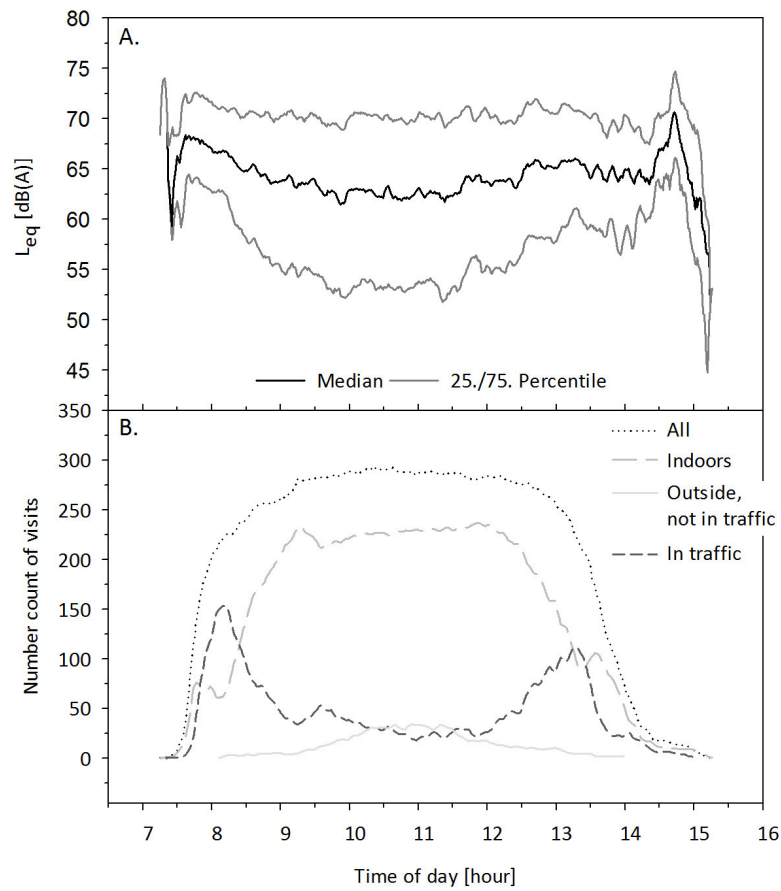 A.
80
75
70
65
60
55
50
45
Leq [dB(A)]
Median
25./75. Percentile
B.
350
300
250
200
150
100
50
0
Number count of visits
All
Indoors
Outside,
not in traffic
In traffic
7 8 9 10 11 12 13 14 15 16
Time of day [hour]